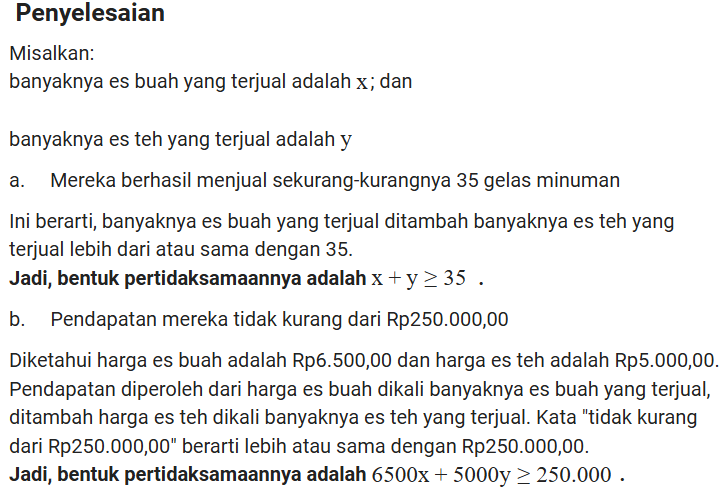 Penyelesaian
Misalkan:
banyaknya es buah yang terjual adalah x; dan
banyaknya es teh yang terjual adalah y
a. Mereka berhasil menjual sekurang-kurangnya 35 gelas minuman
Ini berarti, banyaknya es buah yang terjual ditambah banyaknya es teh yang
terjual lebih dari atau sama dengan 35.
Jadi, bentuk pertidaksamaannya adalah x + y ≥ 35 .
b. Pendapatan mereka tidak kurang dari Rp250.000,00
Diketahui harga es buah adalah Rp6.500,00 dan harga es teh adalah Rp5.000,00.
Pendapatan diperoleh dari harga es buah dikali banyaknya es buah yang terjual,
ditambah harga es teh dikali banyaknya es teh yang terjual. Kata "tidak kurang
dari Rp250.000,00" berarti lebih atau sama dengan Rp250.000,00.
Jadi, bentuk pertidaksamaannya adalah 6500x + 5000y ≥ 250.000 .